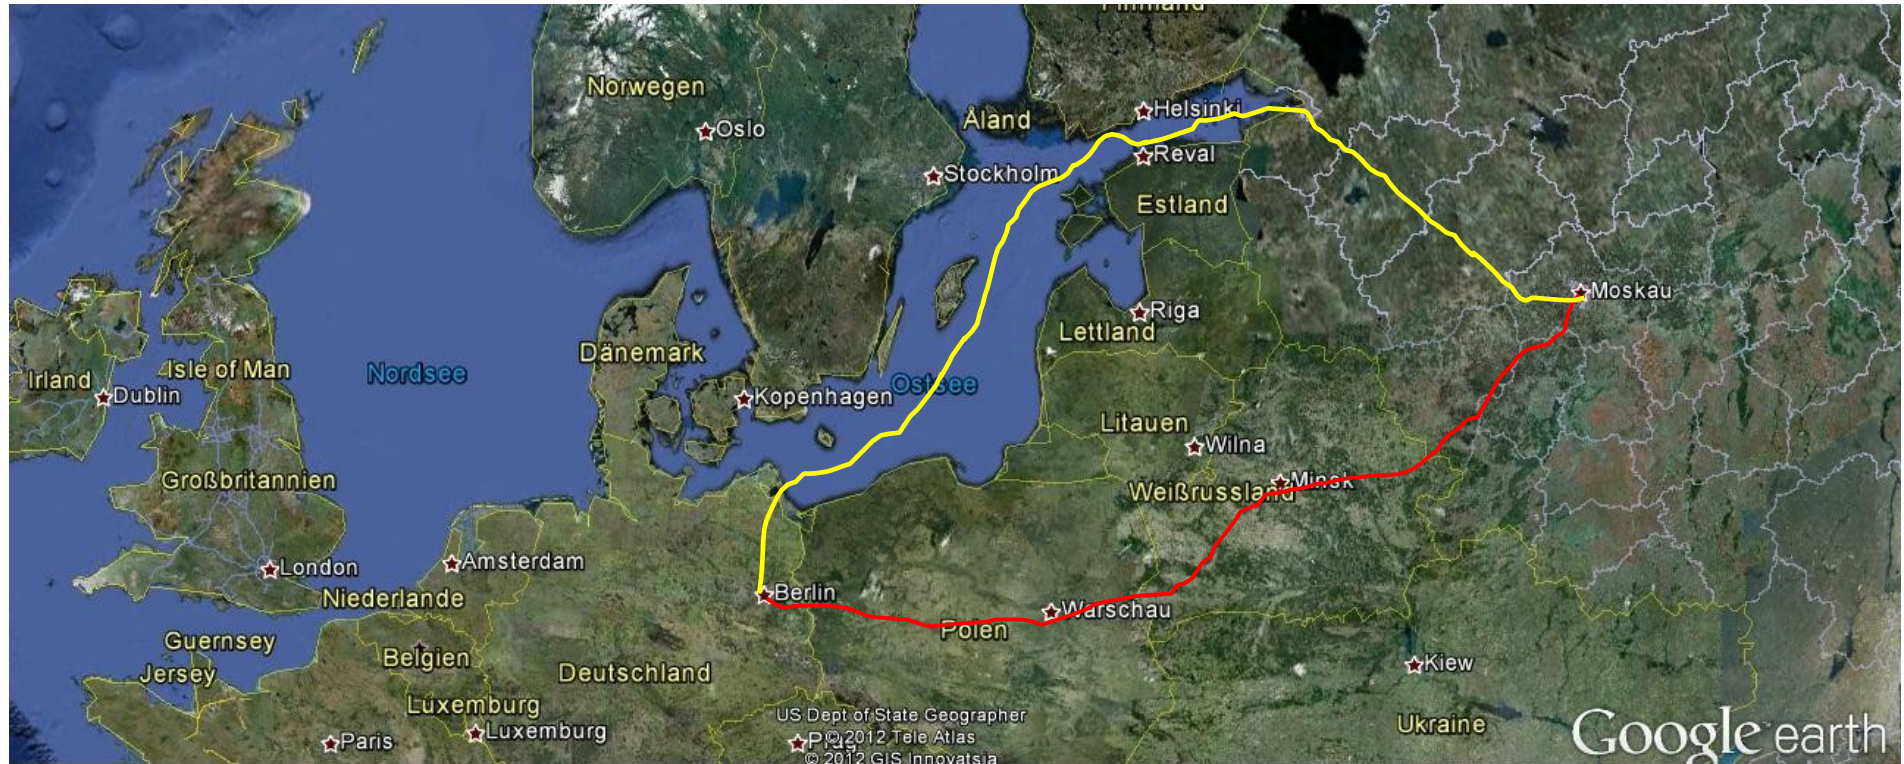 Finnland
Norwegen
Helsinki
Åland
Oslo
Reval
Stockholm
Estland
Moskau
Riga
Lettland
Dänemark
Isle of Man
Nordsee
Irland
Ostsee
Dublin
Kopenhagen
Litauen
Wilna
Großbritannien
Minsk
Weißrussland
Amsterdam
London
Berlin
Niederlande
Warschau
Polen
Guernsey
Belgien
Kiew
Jersey
Deutschland
Luxemburg
US Dept of State Geographer
Ukraine
Luxemburg
Paris
Prag
© 2012 Tele Atlas
© 2012 GIS Innovatsia
Google earth